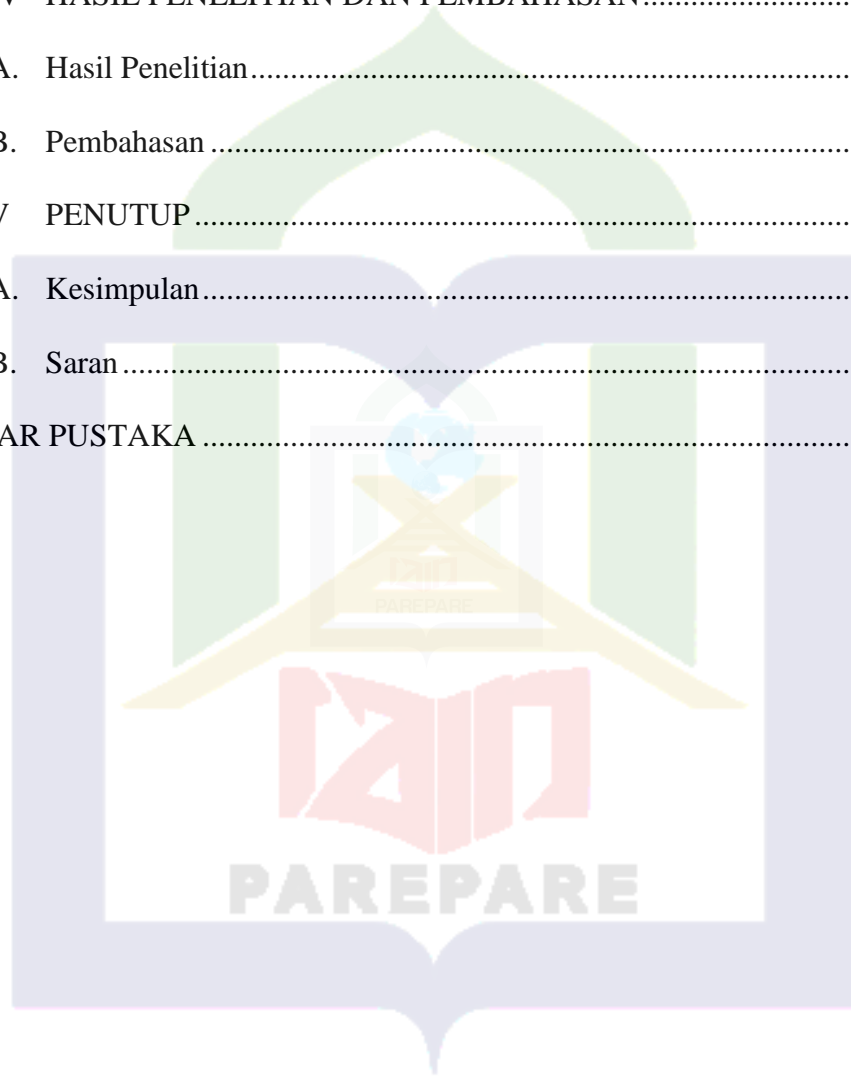 V HASIL PENELITIAN DAN PEMBAHASAN....................
A. Hasil Penelitian....................
B. Pembahasan ....................
V PENUTUP....................
A. Kesimpulan....................
B. Saran ....................
AR PUSTAKA ....................
PAREPARE
PAREPARE